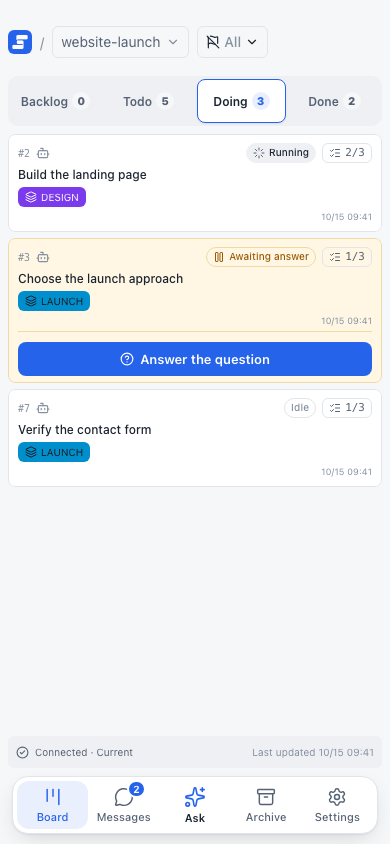 / website-launch All
Backlog 0 Todo 5 Doing 3 Done 2
#2 Running 2/3
Build the landing page
DESIGN
10/15 09:41
#3 Awaiting answer 1/3
Choose the launch approach
LAUNCH
10/15 09:41
Answer the question
#7 Idle 1/3
Verify the contact form
LAUNCH
10/15 09:41
Connected · Current Last updated 10/15 09:41
2
Board Messages Ask Archive Settings